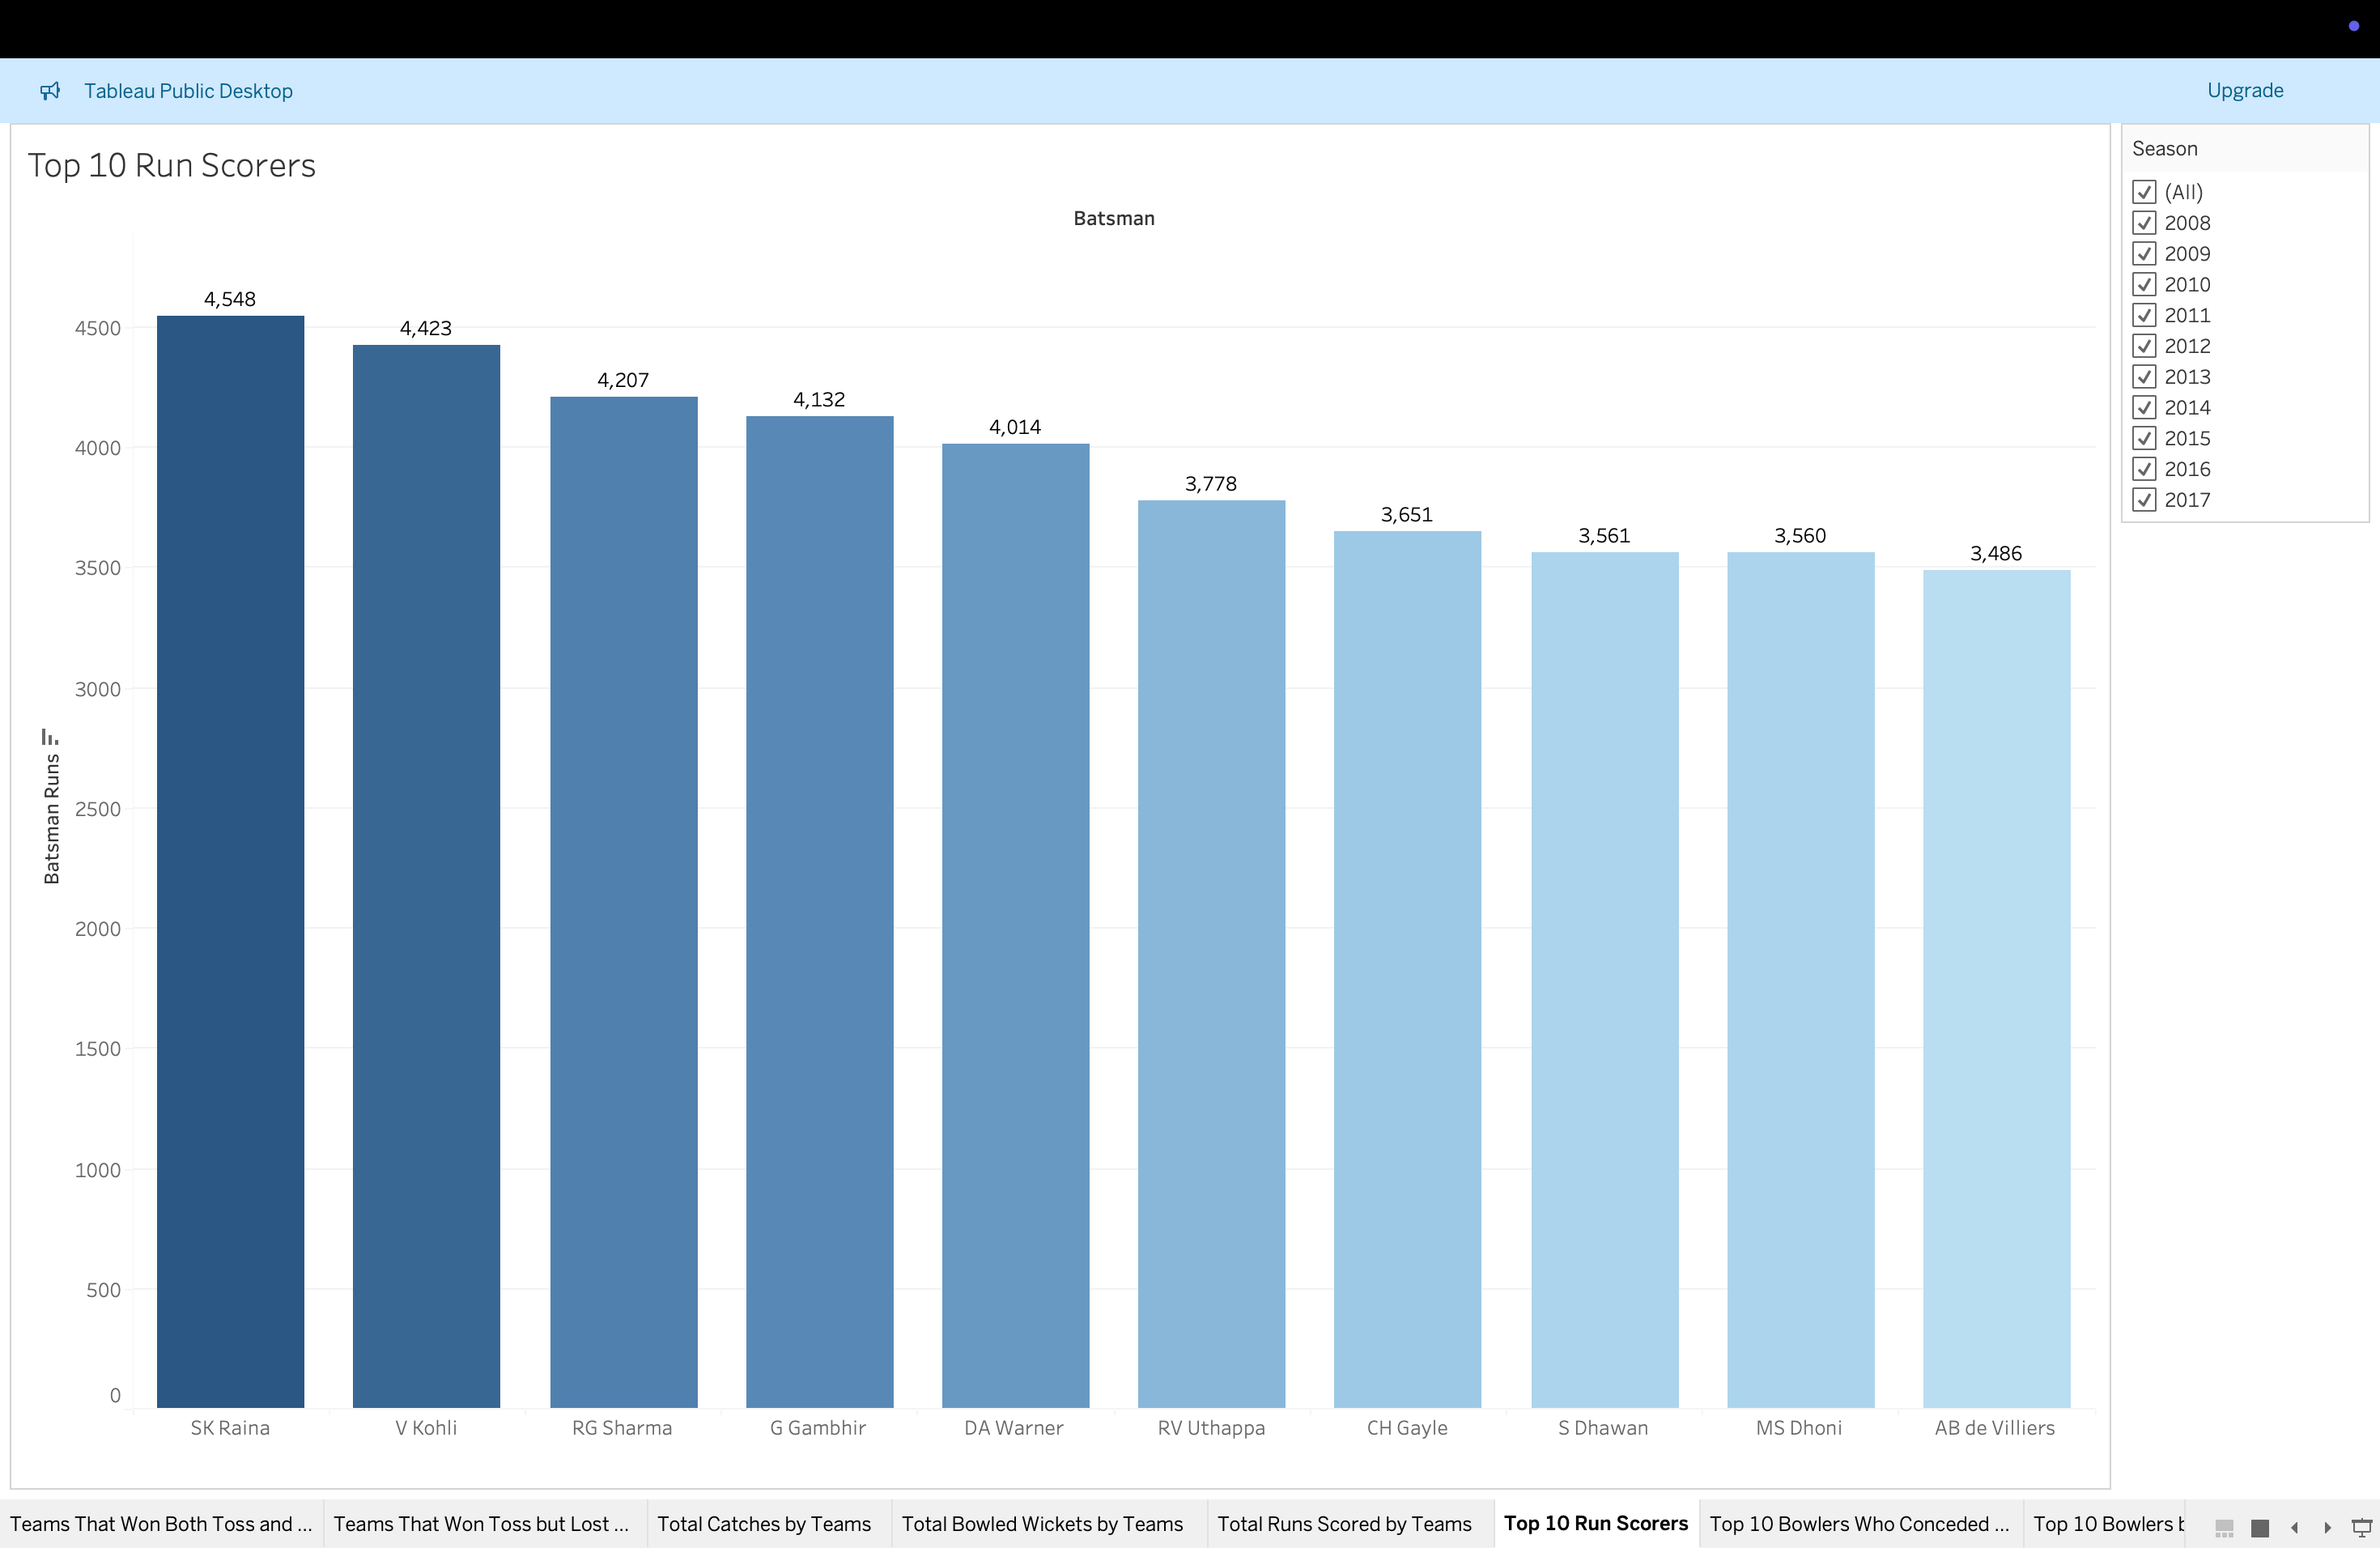 Tableau Public Desktop
Upgrade
Top 10 Run Scorers
Batsman
4,548
4,423
4,207
4,132
4,014
3,778
3,651
3,561
3,560
3,486
4500
4000
3500
3000
2500
2000
1500
1000
500
0
Batsman Runs
SK Raina
V Kohli
RG Sharma
G Gambhir
DA Warner
RV Uthappa
CH Gayle
S Dhawan
MS Dhoni
AB de Villiers
Season
(All)
2008
2009
2010
2011
2012
2013
2014
2015
2016
2017
Teams That Won Both Toss and ...
Teams That Won Toss but Lost ...
Total Catches by Teams
Total Bowled Wickets by Teams
Total Runs Scored by Teams
Top 10 Run Scorers
Top 10 Bowlers Who Conceded ...
Top 10 Bowlers